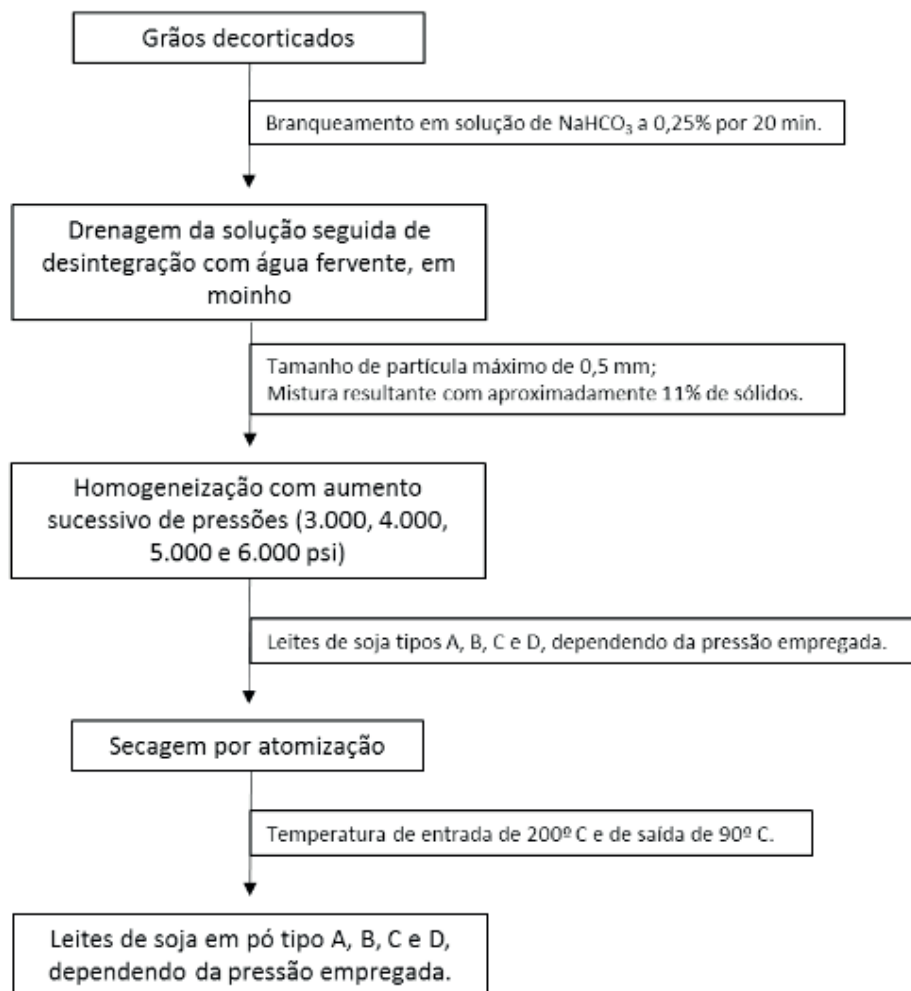 Grãos decorticados
Branqueamento em solução de NaHCO₃ a 0,25% por 20 min.
Drenagem da solução seguida de
desintegração com água fervente, em
moinho
Tamanho de partícula máximo de 0,5 mm;
Mistura resultante com aproximadamente 11% de sólidos.
Homogeneização com aumento
sucessivo de pressões (3.000, 4.000,
5.000 e 6.000 psi)
Leites de soja tipos A, B, C e D, dependendo da pressão empregada.
Secagem por atomização
Temperatura de entrada de 200º C e de saída de 90º C.
Leites de soja em pó tipo A, B, C e D,
dependendo da pressão empregada.